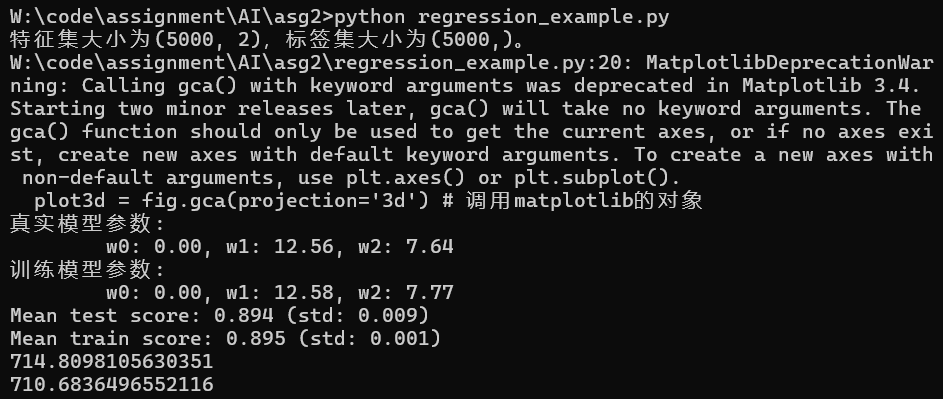 W:\code\assignment\AI\asg2>python regression_example.py
特征集大小为(5000, 2)，标签集大小为(5000,)。
W:\code\assignment\AI\asg2\regression_example.py:20: MatplotlibDeprecationWar
ning: Calling gca() with keyword arguments was deprecated in Matplotlib 3.4.
Starting two minor releases later, gca() will take no keyword arguments. The
gca() function should only be used to get the current axes, or if no axes exi
st, create new axes with default keyword arguments. To create a new axes with
 non-default arguments, use plt.axes() or plt.subplot().
  plot3d = fig.gca(projection='3d') # 调用matplotlib的对象
真实模型参数:
        w0: 0.00, w1: 12.56, w2: 7.64
训练模型参数:
        w0: 0.00, w1: 12.58, w2: 7.77
Mean test score: 0.894 (std: 0.009)
Mean train score: 0.895 (std: 0.001)
714.8098105630351
710.6836496552116